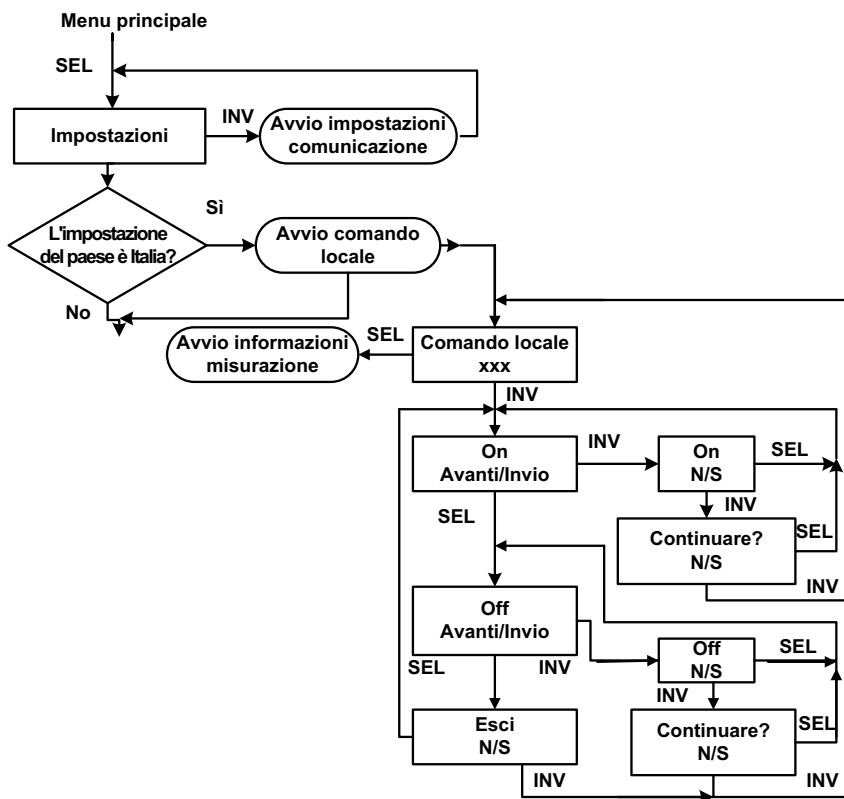 Menu principale
SEL
Impostazioni
INV
Avvio impostazioni
comunicazione
L'impostazione
del paese è Italia?
Sì
Avvio comando
locale
No
Avvio informazioni
misurazione
SEL
Comando locale
xxx
INV
On
Avanti/Invio
INV
On
N/S
SEL
INV
SEL
Continuare?
N/S
SEL
INV
Off
Avanti/Invio
SEL
INV
Off
N/S
SEL
INV
Esci
N/S
Continuare?
N/S
SEL
INV
INV